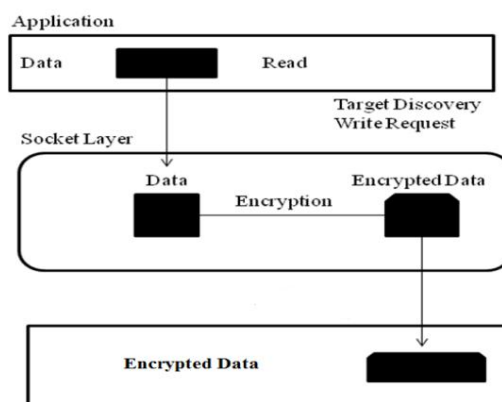 Application
Data Read
Target Discovery
Write Request
Socket Layer
Data Encrypted Data
Encryption
Encrypted Data